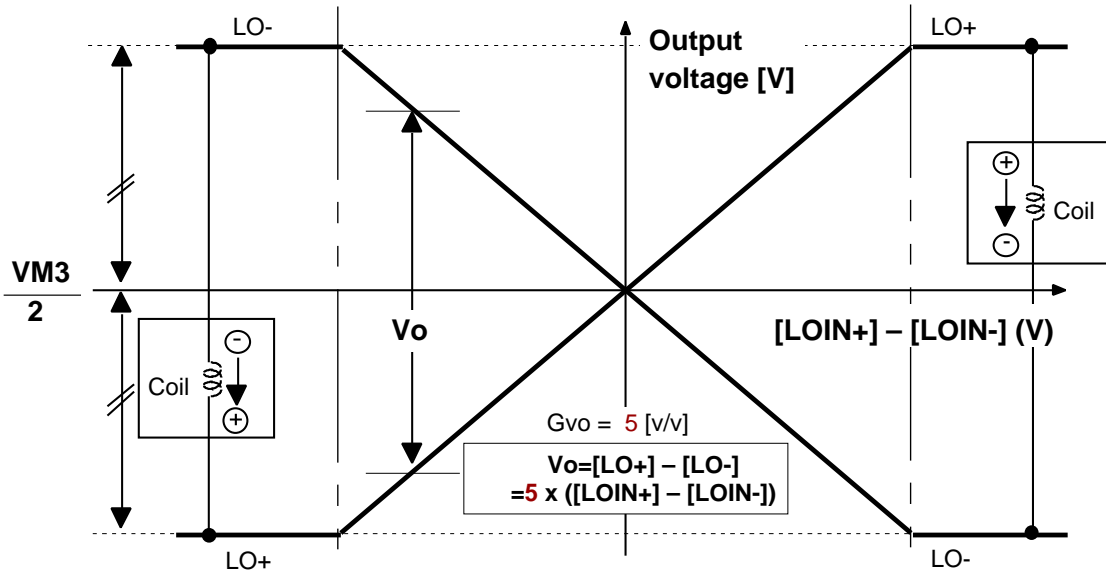 LO-
LO+
Output
voltage [V]
+
-
Coil
VM3
2
Vo
[LOIN+] – [LOIN-] (V)
-
Coil
+
Gvo = 5 [v/v]
Vo=[LO+] – [LO-]
=5 x ([LOIN+] – [LOIN-])
LO+
LO-